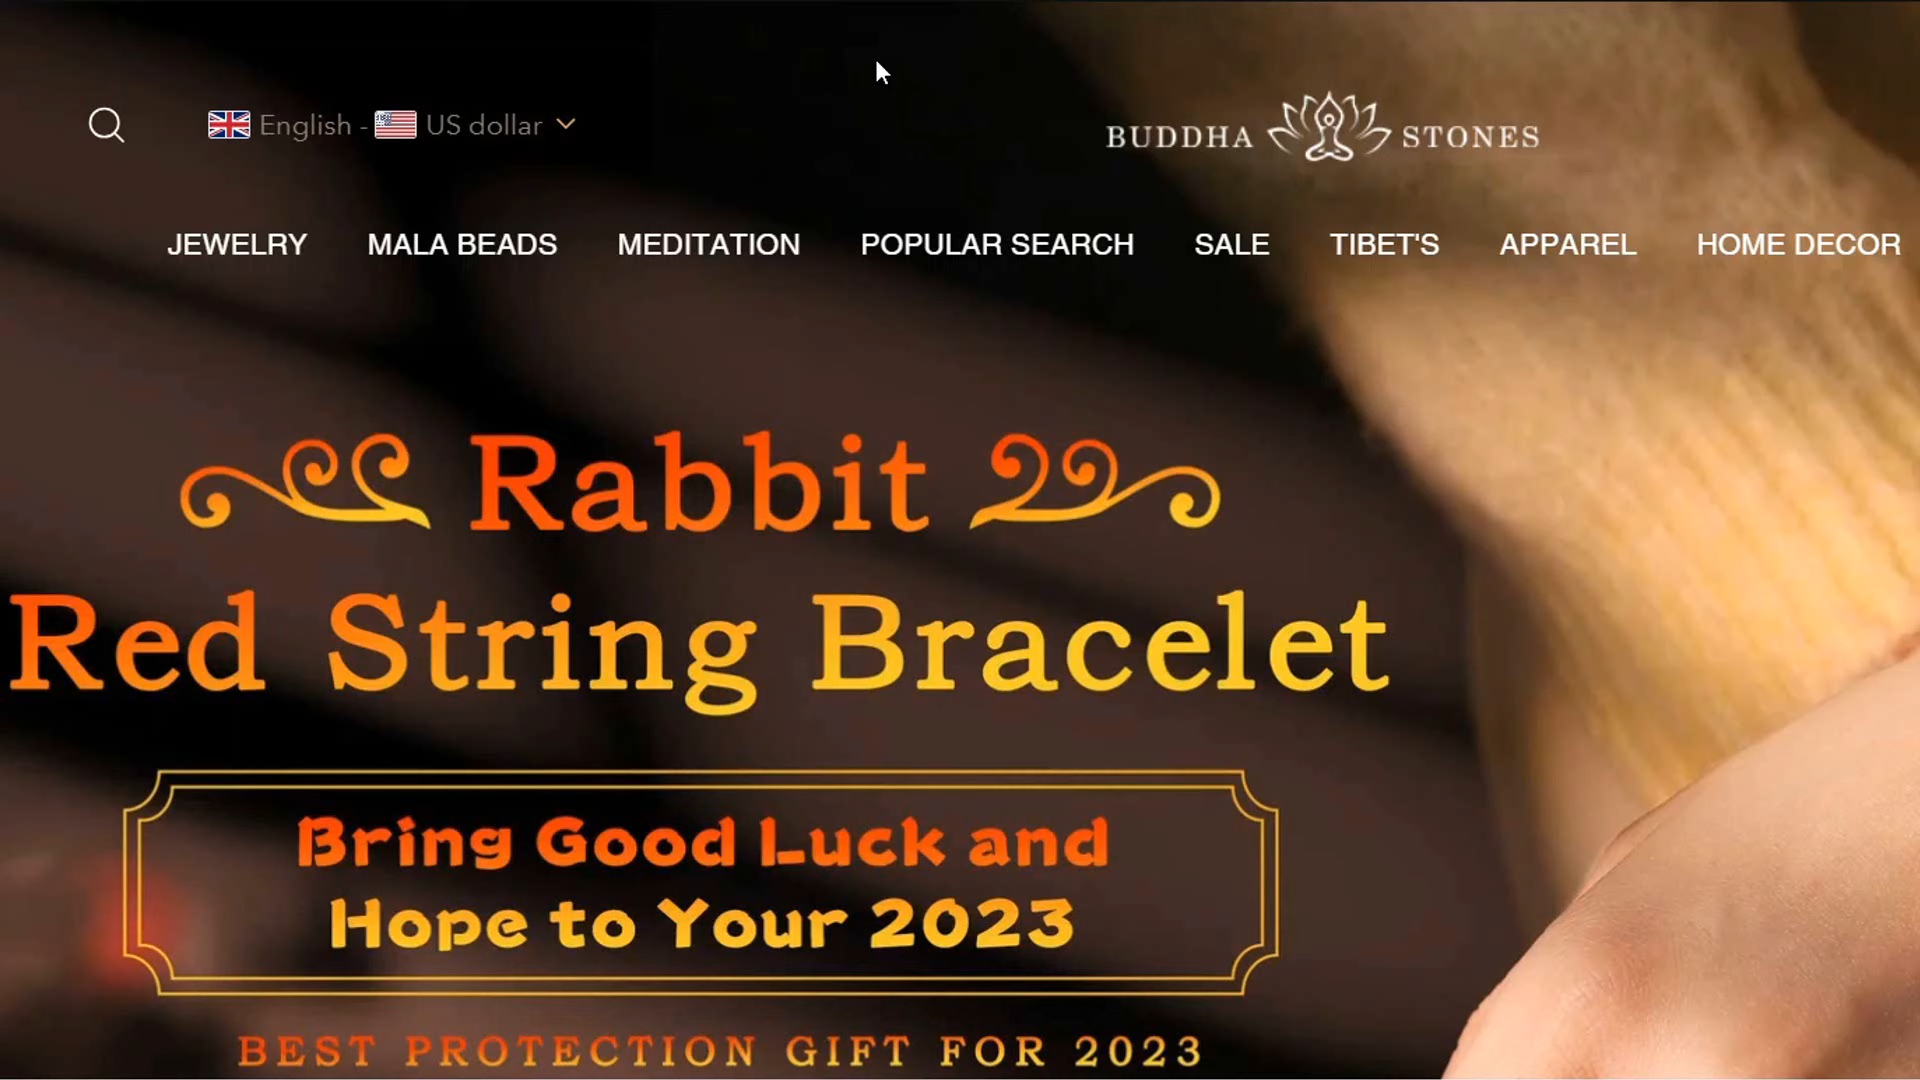 English - US dollar
BUDDHA STONES
JEWELRY MALA BEADS MEDITATION POPULAR SEARCH SALE TIBET'S APPAREL HOME DECOR
Rabbit
Red String Bracelet
Bring Good Luck and
Hope to Your 2023
BEST PROTECTION GIFT FOR 2023